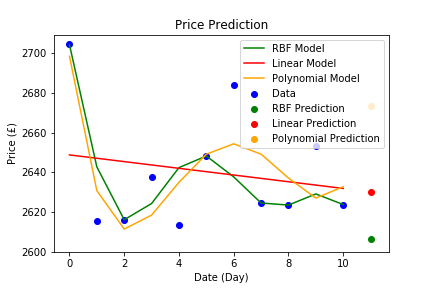 Price Prediction
RBF Model
Linear Model
Polynomial Model
Data
RBF Prediction
Linear Prediction
Polynomial Prediction
Price (£)
2700
2680
2660
2640
2620
2600
0
2
4
6
8
10
Date (Day)